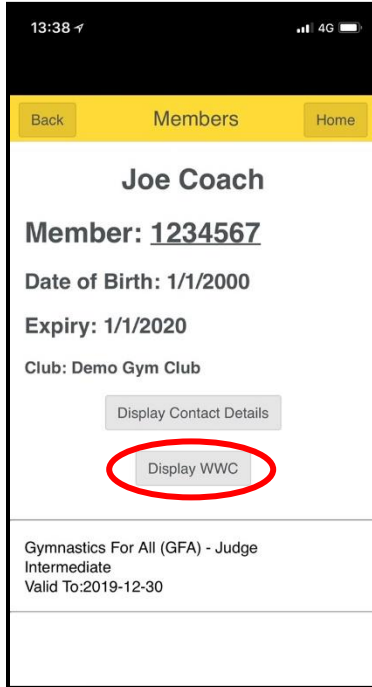 13:38
4G
Back Members Home
Joe Coach
Member: 1234567
Date of Birth: 1/1/2000
Expiry: 1/1/2020
Club: Demo Gym Club
Display Contact Details
Display WWC
Gymnastics For All (GFA) - Judge
Intermediate
Valid To:2019-12-30